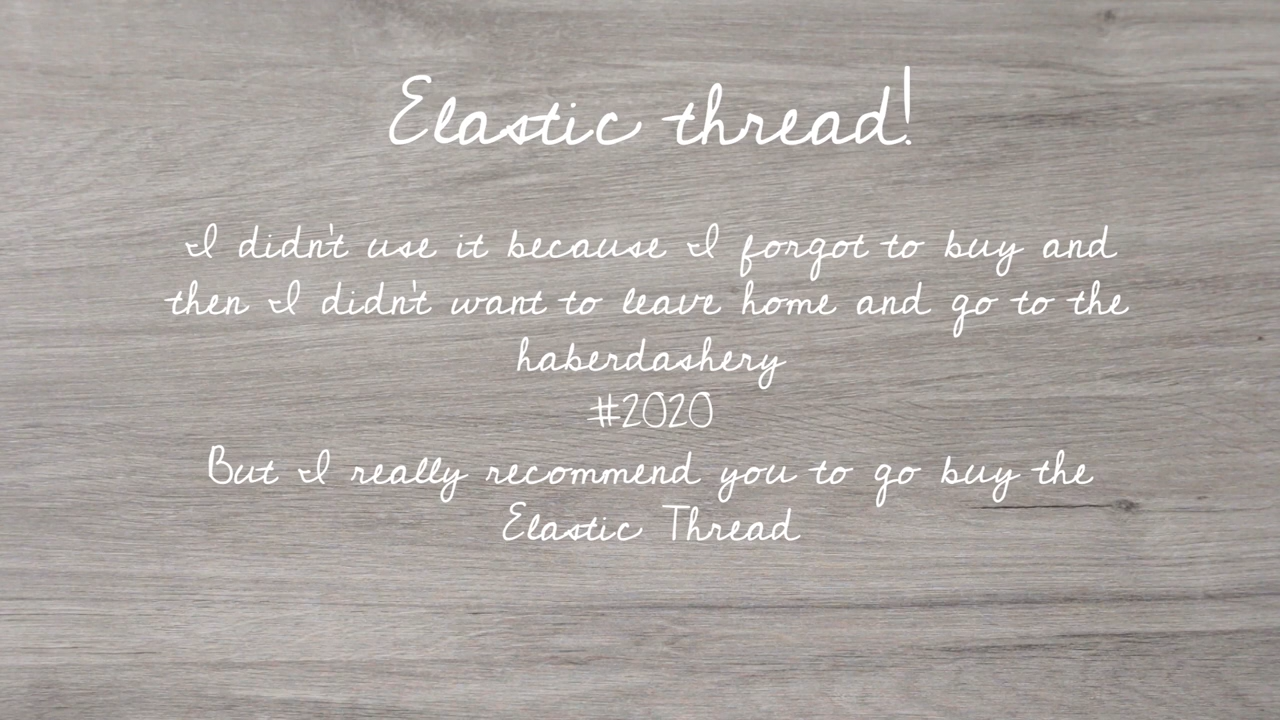 Elastic thread!
I didn't use it because I forgot to buy and
then I didn't want to leave home and go to the
haberdashery
#2020
But I really recommend you to go buy the
Elastic Thread